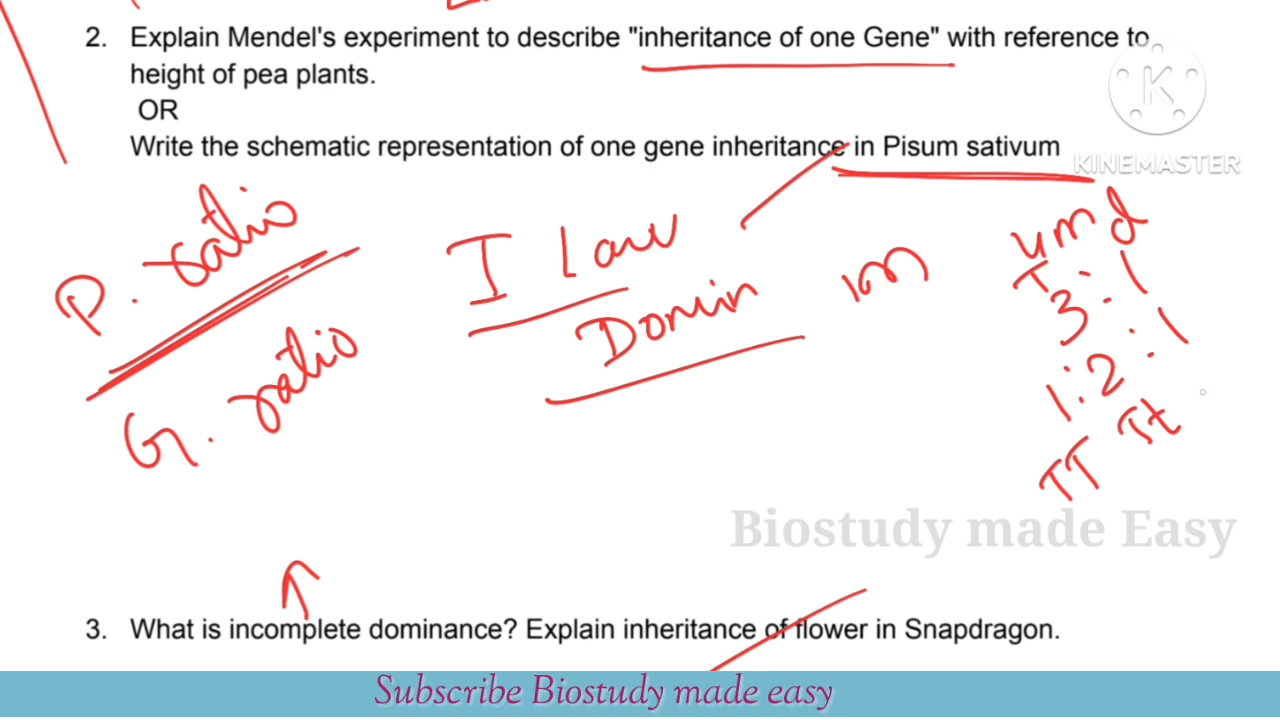 2. Explain Mendel's experiment to describe "inheritance of one Gene" with reference to
height of pea plants.
OR
Write the schematic representation of one gene inheritance in Pisum sativum
K
KINEMASTER
P. ratio
G. ratio
I Law
Domin
T
3:1
1:2:1
TT Tt
Biostudy made Easy
3. What is incomplete dominance? Explain inheritance of flower in Snapdragon.
Subscribe Biostudy made easy